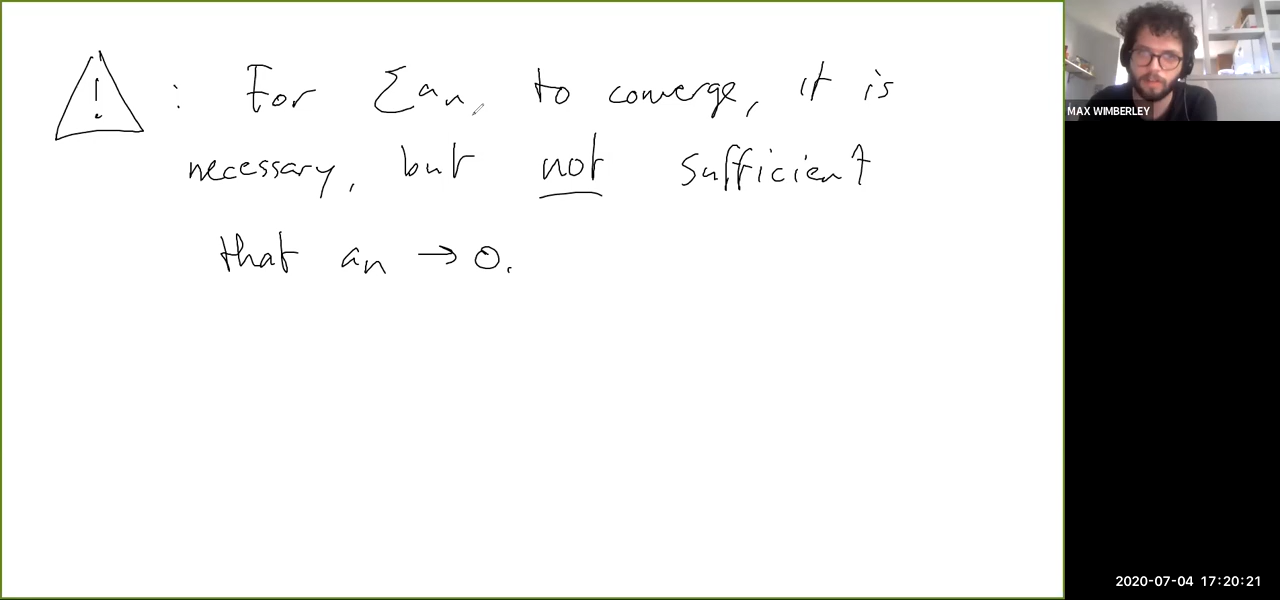 ! : For Σan, to converge, it is
necessary, but not sufficient
that an → 0.
MAX WIMBERLEY
2020-07-04 17:20:21